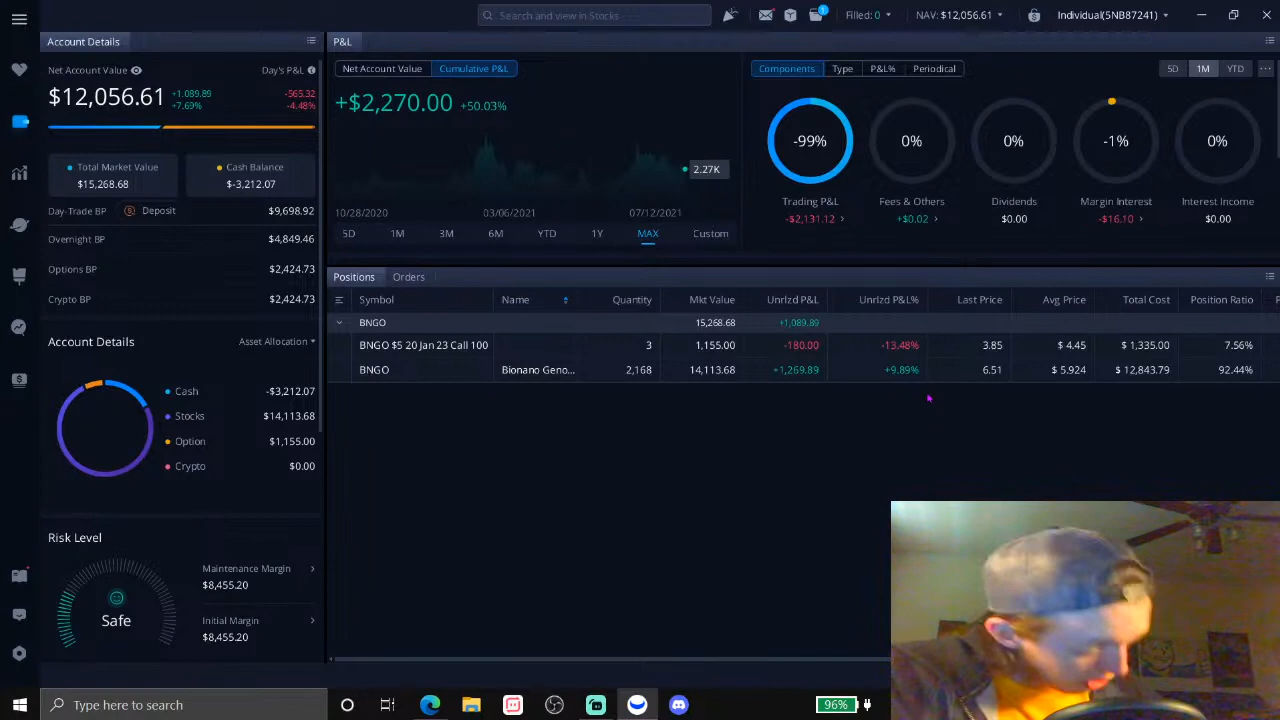 Search and view in Stocks
1
Filled: 0
NAV: $12,056.61
Individual(5NB87241)
Account Details
Net Account Value
Day's P&L
$12,056.61
+1,089.89
+7.69%
-565.32
-4.48%
Total Market Value
$15,268.68
Cash Balance
$-3,212.07
Day-Trade BP
Deposit
$9,698.92
Overnight BP
$4,849.46
Options BP
$2,424.73
Crypto BP
$2,424.73
Account Details
Asset Allocation
Cash
-$3,212.07
Stocks
$14,113.68
Option
$1,155.00
Crypto
$0.00
Risk Level
Safe
Maintenance Margin
$8,455.20
Initial Margin
$8,455.20
P&L
Net Account Value
Cumulative P&L
+$2,270.00
+50.03%
2.27K
10/28/2020
03/06/2021
07/12/2021
5D
1M
3M
6M
YTD
1Y
MAX
Custom
Components
Type
P&L%
Periodical
5D
1M
YTD
-99%
0%
0%
-1%
0%
Trading P&L
Fees & Others
Dividends
Margin Interest
Interest Income
-$2,131.12
+$0.02
$0.00
-$16.10
$0.00
Positions
Orders
Symbol Name Quantity Mkt Value Unrlzd P&L Unrlzd P&L% Last Price Avg Price Total Cost Position Ratio
BNGO 15,268.68 +1,089.89
BNGO $5 20 Jan 23 Call 100 3 1,155.00 -180.00 -13.48% 3.85 $ 4.45 $ 1,335.00 7.56%
BNGO Bionano Geno... 2,168 14,113.68 +1,269.89 +9.89% 6.51 $ 5.924 $ 12,843.79 92.44%
Type here to search
96%